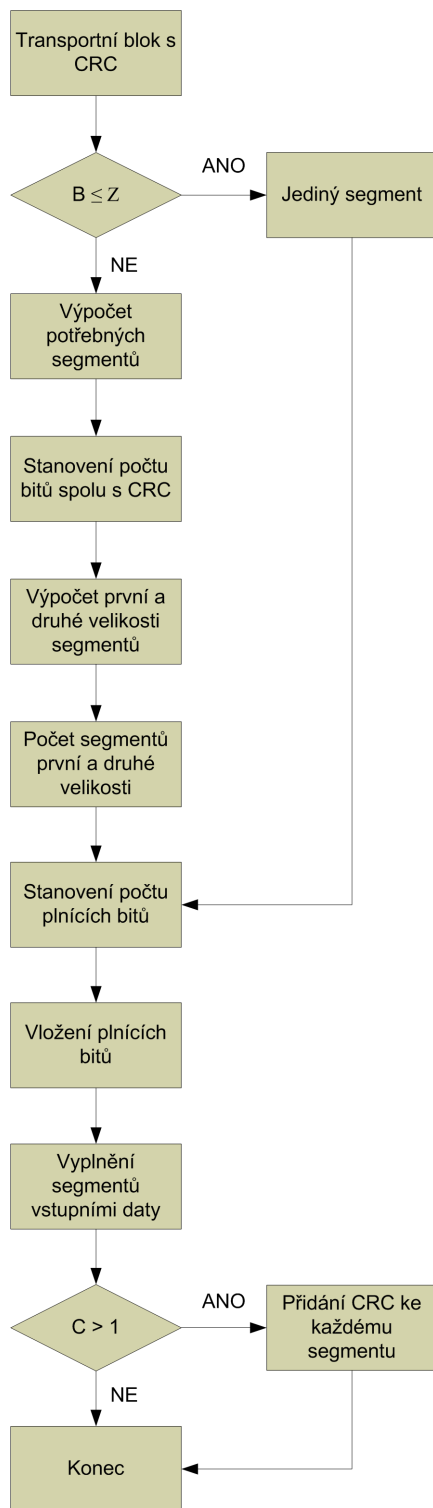 Transportní blok s
CRC
B ≤ Z
ANO
Jediný segment
NE
Výpočet
potřebných
segmentů
Stanovení počtu
bitů spolu s CRC
Výpočet první a
druhé velikosti
segmentů
Počet segmentů
první a druhé
velikosti
Stanovení počtu
plnících bitů
Vložení plnících
bitů
Vyplnění
segmentů
vstupními daty
C > 1
ANO
Přidání CRC ke
každému
segmentu
NE
Konec